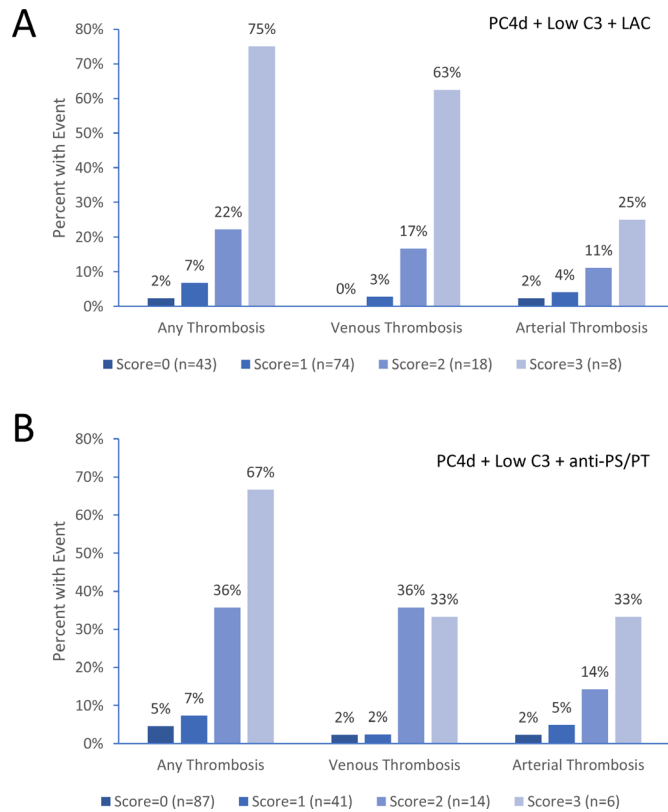 A
PC4d + Low C3 + LAC
Percent with Event
80%
70%
60%
50%
40%
30%
20%
10%
0%
2%
7%
22%
75%
0%
3%
17%
63%
2%
4%
11%
25%
Any Thrombosis
Venous Thrombosis
Arterial Thrombosis
Score=0 (n=43)
Score=1 (n=74)
Score=2 (n=18)
Score=3 (n=8)
B
PC4d + Low C3 + anti-PS/PT
Percent with Event
80%
70%
60%
50%
40%
30%
20%
10%
0%
5%
7%
36%
67%
2%
2%
36%
33%
2%
5%
14%
33%
Any Thrombosis
Venous Thrombosis
Arterial Thrombosis
Score=0 (n=87)
Score=1 (n=41)
Score=2 (n=14)
Score=3 (n=6)